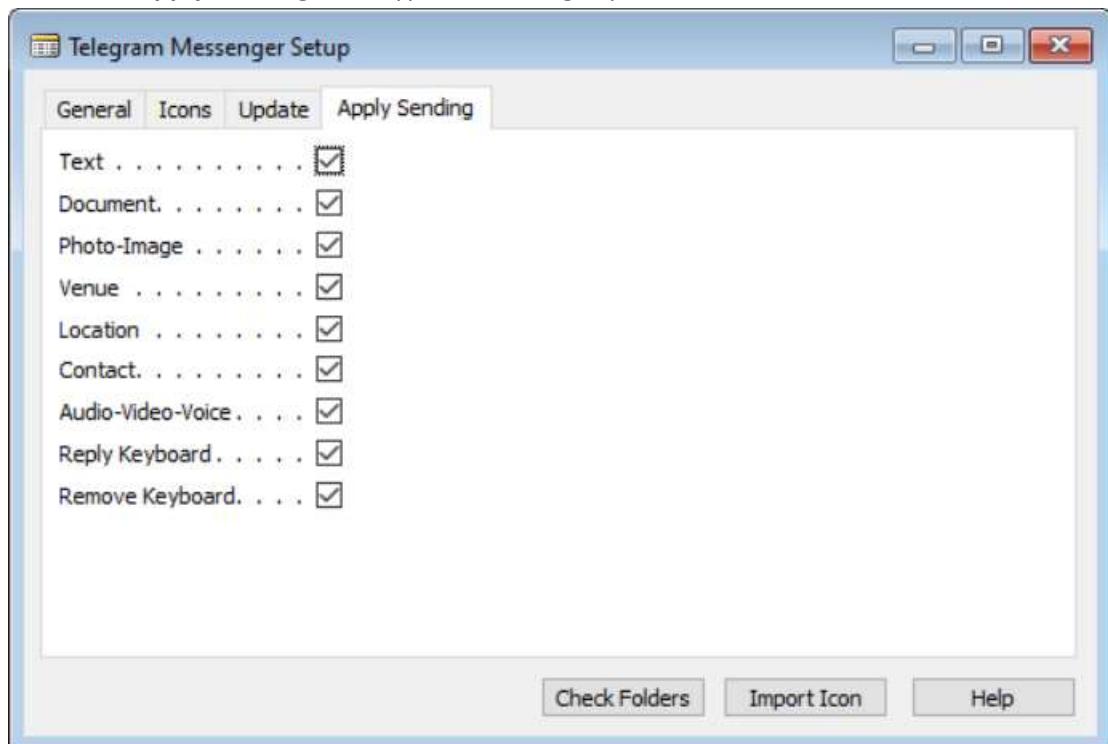 Telegram Messenger Setup
General Icons Update Apply Sending
Text . . . . . . . . . .
Document. . . . . . . .
Photo-Image . . . . . .
Venue . . . . . . . . .
Location . . . . . . . .
Contact. . . . . . . . .
Audio-Video-Voice . . . .
Reply Keyboard . . . . .
Remove Keyboard. . . .
Check Folders Import Icon Help